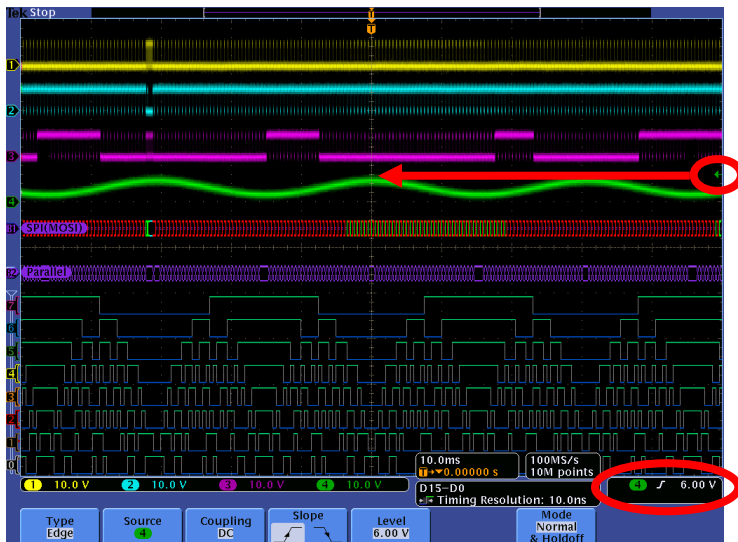 Tek Stop
T
T
1
2
3
4
B1 SPI(MOSI)
B2 Parallel
7
6
5
4
3
2
1
0
10.0ms
T→▼0.00000 s
100MS/s
10M points
1 10.0 V 2 10.0 V 3 10.0 V 4 10.0 V
D15-D0
Timing Resolution: 10.0ns
4 6.00 V
Type
Edge
Source
4
Coupling
DC
Slope
Level
6.00 V
Mode
Normal
& Holdoff